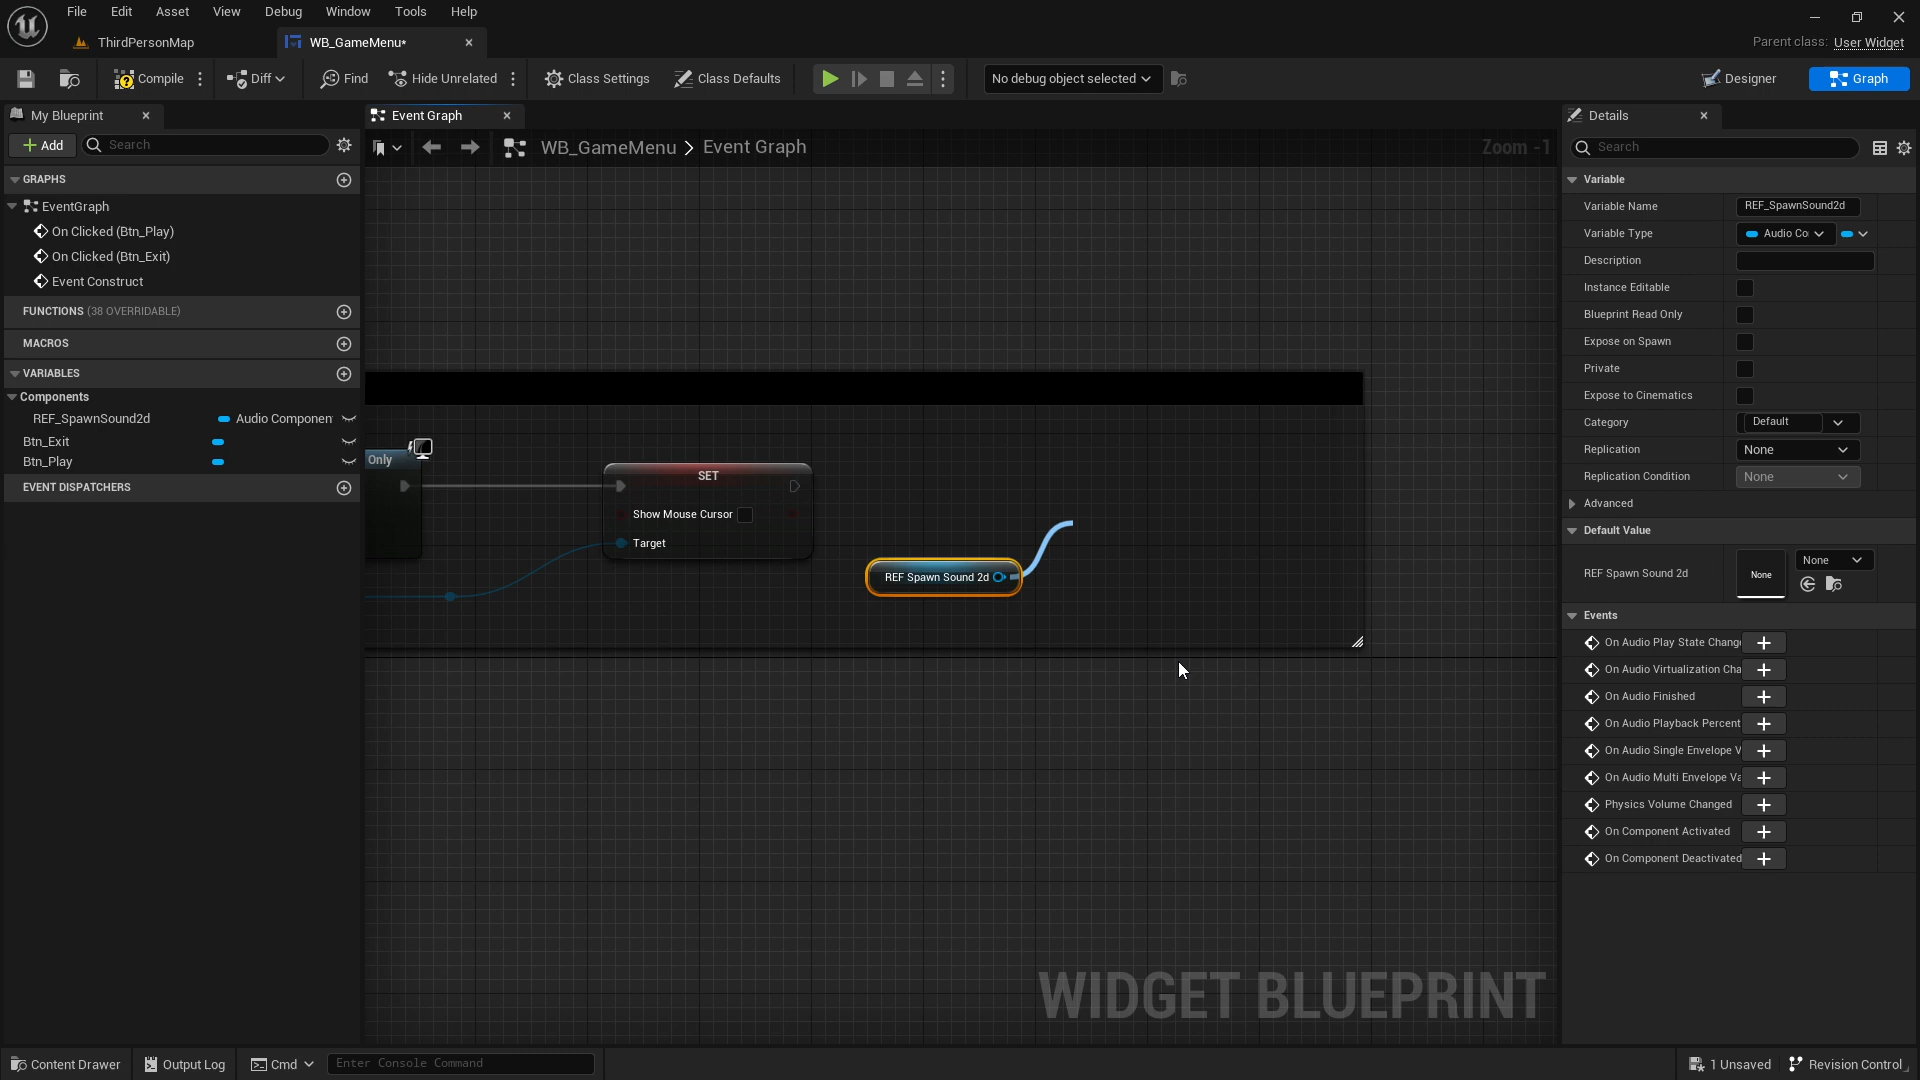 File Edit Asset View Debug Window Tools Help
ThirdPersonMap
WB_GameMenu*
Parent class: User Widget
Compile
Diff
Find
Hide Unrelated
Class Settings
Class Defaults
No debug object selected
Designer
Graph
My Blueprint
Add
Search
GRAPHS
EventGraph
On Clicked (Btn_Play)
On Clicked (Btn_Exit)
Event Construct
FUNCTIONS (38 OVERRIDABLE)
MACROS
VARIABLES
Components
REF_SpawnSound2d Audio Componen
Btn_Exit
Btn_Play
EVENT DISPATCHERS
Event Graph
WB_GameMenu > Event Graph
Zoom -1
Only
SET
Show Mouse Cursor
Target
REF Spawn Sound 2d
WIDGET BLUEPRINT
Details
Search
Variable
Variable Name REF_SpawnSound2d
Variable Type Audio Co
Description
Instance Editable
Blueprint Read Only
Expose on Spawn
Private
Expose to Cinematics
Category Default
Replication None
Replication Condition None
Advanced
Default Value
REF Spawn Sound 2d None None
Events
On Audio Play State Chang
On Audio Virtualization Cha
On Audio Finished
On Audio Playback Percent
On Audio Single Envelope V
On Audio Multi Envelope Va
Physics Volume Changed
On Component Activated
On Component Deactivated
Content Drawer
Output Log
Cmd
Enter Console Command
1 Unsaved
Revision Control